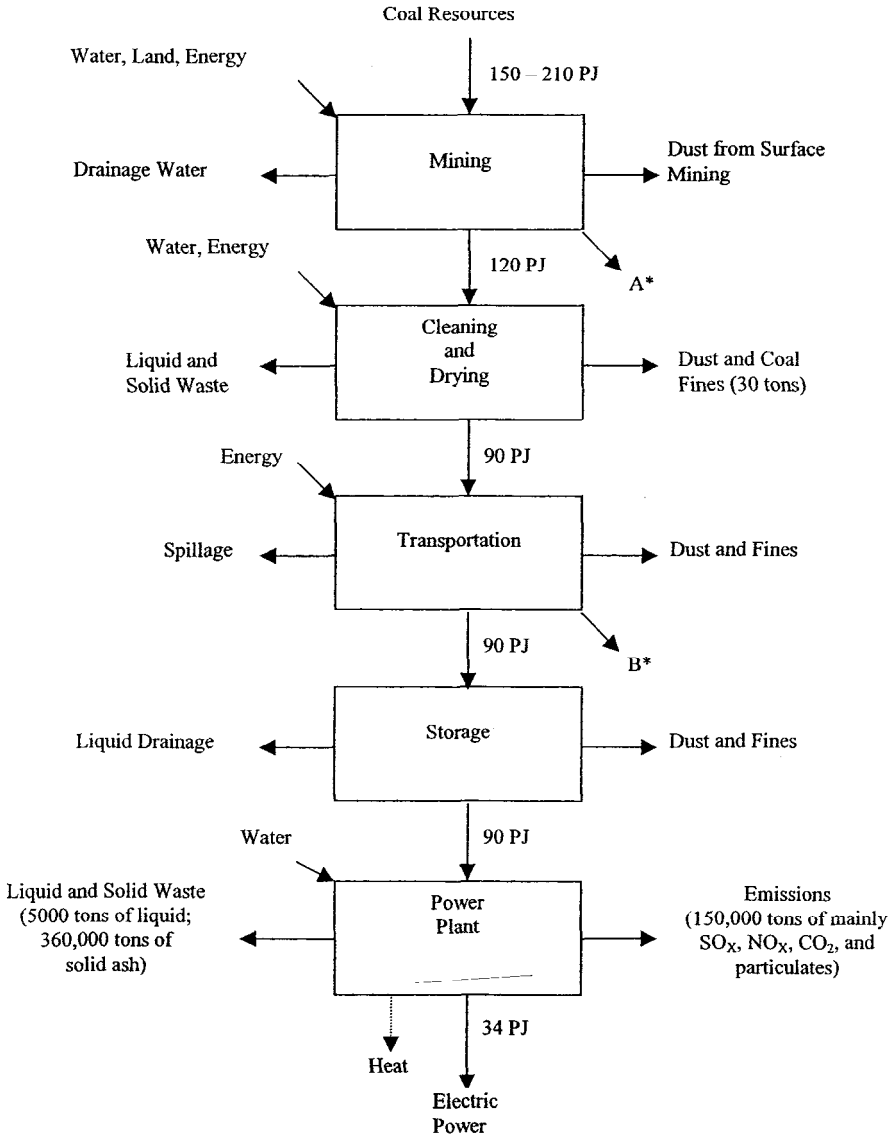 Coal Resources
Water, Land, Energy
150 – 210 PJ
Mining
Drainage Water
Dust from Surface
Mining
Water, Energy
120 PJ
A*
Cleaning
and
Drying
Liquid and
Solid Waste
Dust and Coal
Fines (30 tons)
Energy
90 PJ
Transportation
Spillage
Dust and Fines
90 PJ
B*
Storage
Liquid Drainage
Dust and Fines
Water
90 PJ
Liquid and Solid Waste
(5000 tons of liquid;
360,000 tons of
solid ash)
Power
Plant
Emissions
(150,000 tons of mainly
SOX, NOX, CO2, and
particulates)
34 PJ
Heat
Electric
Power